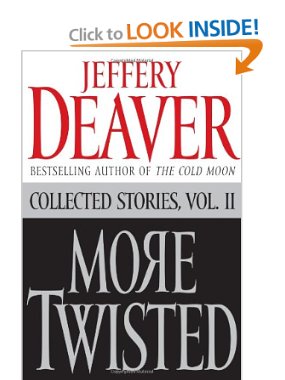 Click to LOOK INSIDE!
JEFFERY
DEAVER
BESTSELLING AUTHOR OF THE COLD MOON
COLLECTED STORIES, VOL. II
MORE
TWISTED